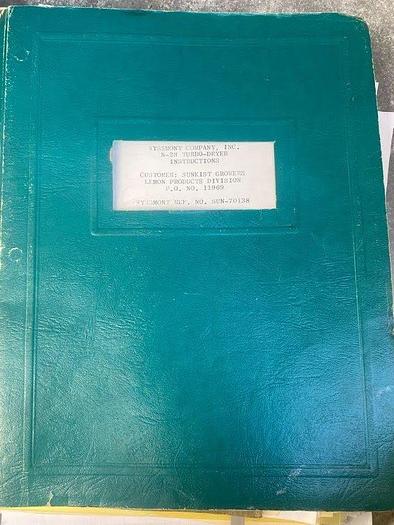 WYSSMONT COMPANY, INC.
N-28 TURBO-DRYER
INSTRUCTIONS
CUSTOMER: SUNKIST GROWERS
LEMON PRODUCTS DIVISION
P.O. NO. 11969
WYSSMONT REF. NO. SUN-70138